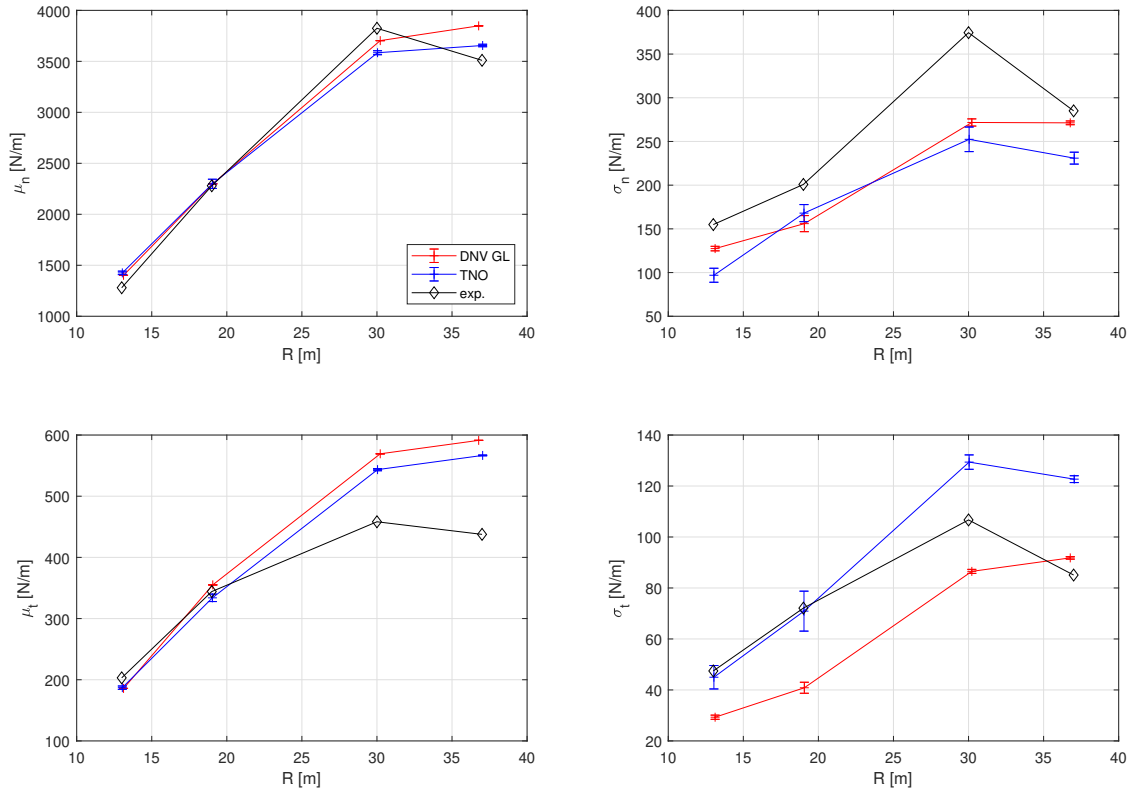 4000
3500
3000
2500
2000
1500
1000
μn [N/m]
10 15 20 25 30 35 40
R [m]
DNV GL
TNO
exp.
400
350
300
250
200
150
100
50
σn [N/m]
10 15 20 25 30 35 40
R [m]
600
500
400
300
200
100
μt [N/m]
10 15 20 25 30 35 40
R [m]
140
120
100
80
60
40
20
σt [N/m]
10 15 20 25 30 35 40
R [m]